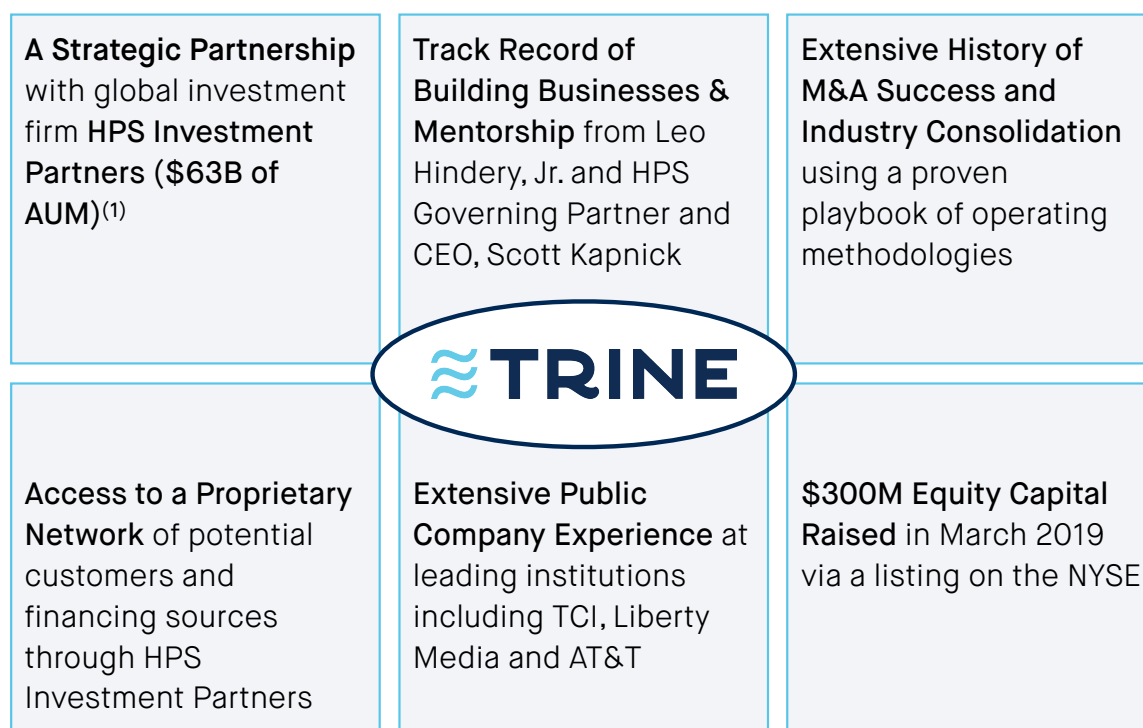 A Strategic Partnership
with global investment
firm HPS Investment
Partners ($63B of
AUM)(1)
Track Record of
Building Businesses &
Mentorship from Leo
Hindery, Jr. and HPS
Governing Partner and
CEO, Scott Kapnick
Extensive History of
M&A Success and
Industry Consolidation
using a proven
playbook of operating
methodologies
TRINE
Access to a Proprietary
Network of potential
customers and
financing sources
through HPS
Investment Partners
Extensive Public
Company Experience at
leading institutions
including TCI, Liberty
Media and AT&T
$300M Equity Capital
Raised in March 2019
via a listing on the NYSE